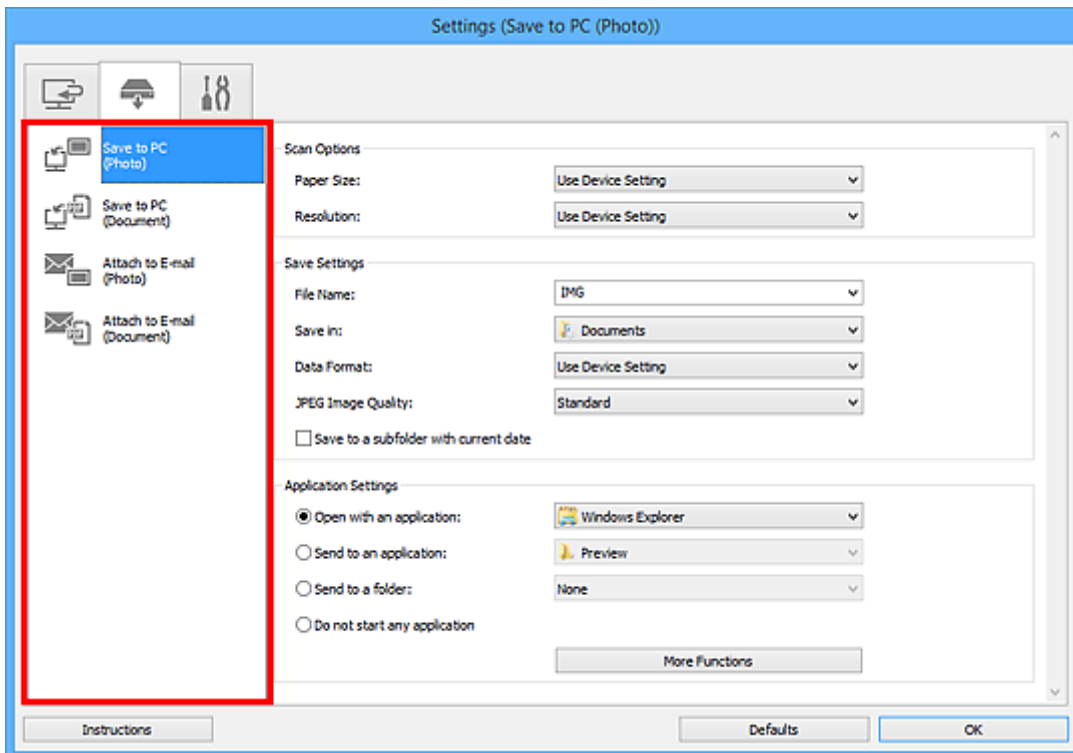 Settings (Save to PC (Photo))
Save to PC
(Photo)
Save to PC
(Document)
Attach to E-mail
(Photo)
Attach to E-mail
(Document)
Scan Options
Paper Size: Use Device Setting
Resolution: Use Device Setting
Save Settings
File Name: IMG
Save in: Documents
Data Format: Use Device Setting
JPEG Image Quality: Standard
Save to a subfolder with current date
Application Settings
Open with an application: Windows Explorer
Send to an application: Preview
Send to a folder: None
Do not start any application
More Functions
Instructions Defaults OK